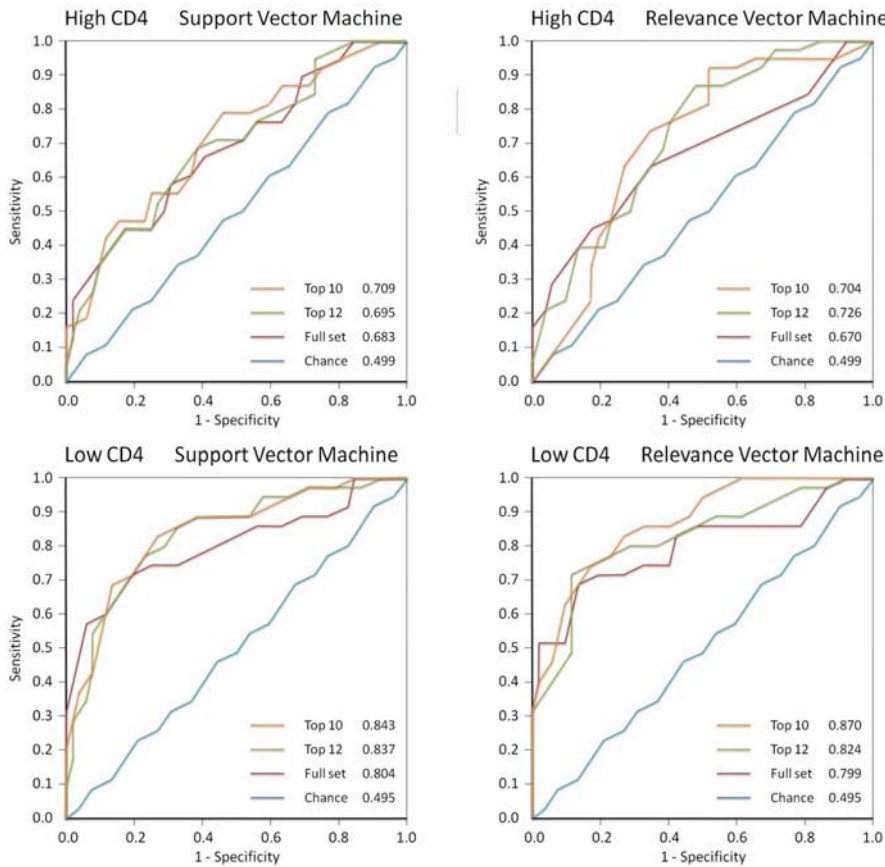 High CD4 Support Vector Machine
1.0
0.9
0.8
0.7
0.6
0.5
0.4
0.3
0.2
0.1
0.0
Sensitivity
Top 10 0.709
Top 12 0.695
Full set 0.683
Chance 0.499
0.0 0.2 0.4 0.6 0.8 1.0
1 - Specificity
High CD4 Relevance Vector Machine
1.0
0.9
0.8
0.7
0.6
0.5
0.4
0.3
0.2
0.1
0.0
Sensitivity
Top 10 0.704
Top 12 0.726
Full set 0.670
Chance 0.499
0.0 0.2 0.4 0.6 0.8 1.0
1 - Specificity
Low CD4 Support Vector Machine
1.0
0.9
0.8
0.7
0.6
0.5
0.4
0.3
0.2
0.1
0.0
Sensitivity
Top 10 0.843
Top 12 0.837
Full set 0.804
Chance 0.495
0.0 0.2 0.4 0.6 0.8 1.0
1 - Specificity
Low CD4 Relevance Vector Machine
1.0
0.9
0.8
0.7
0.6
0.5
0.4
0.3
0.2
0.1
0.0
Sensitivity
Top 10 0.870
Top 12 0.824
Full set 0.799
Chance 0.495
0.0 0.2 0.4 0.6 0.8 1.0
1 - Specificity